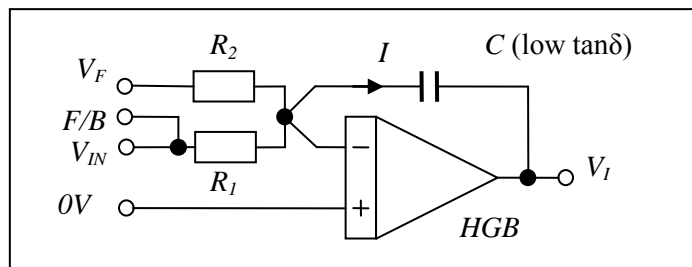 R2
I
C (low tanδ)
VF
F/B
VIN
R1
−
VI
0V
+
HGB